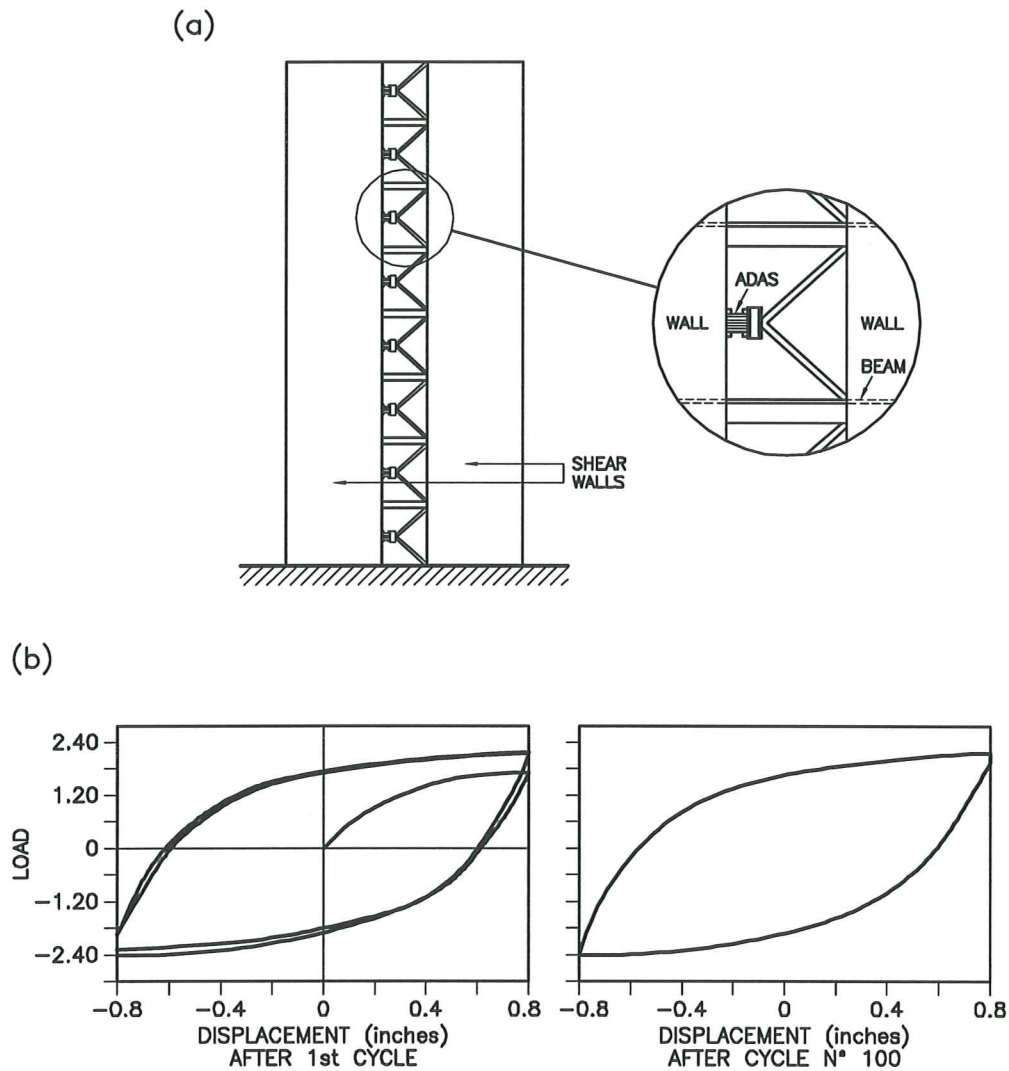 (a)
ADAS
WALL
WALL
BEAM
SHEAR
WALLS
(b)
LOAD
2.40
1.20
0
-1.20
-2.40
-0.8
-0.4
0
0.4
0.8
DISPLACEMENT (inches)
AFTER 1st CYCLE
-0.8
-0.4
0
0.4
0.8
DISPLACEMENT (inches)
AFTER CYCLE Nº 100